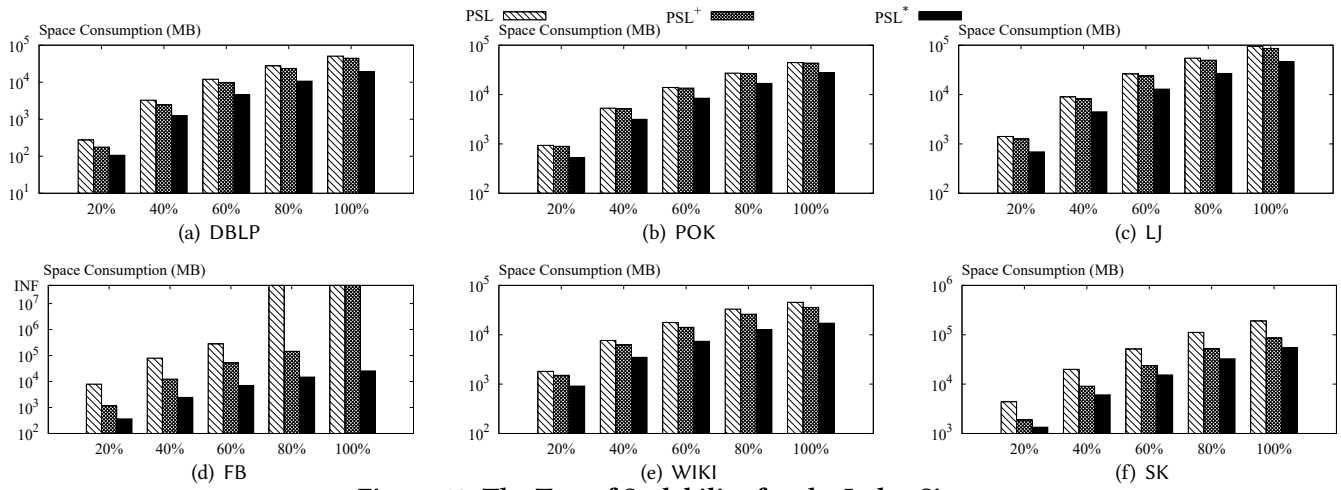 PSL PSL+ PSL*
Space Consumption (MB)
10^5
10^4
10^3
10^2
10^1
20% 40% 60% 80% 100%
(a) DBLP
Space Consumption (MB)
10^5
10^4
10^3
10^2
20% 40% 60% 80% 100%
(b) POK
Space Consumption (MB)
10^5
10^4
10^3
10^2
20% 40% 60% 80% 100%
(c) LJ
Space Consumption (MB)
INF
10^7
10^6
10^5
10^4
10^3
10^2
20% 40% 60% 80% 100%
(d) FB
Space Consumption (MB)
10^5
10^4
10^3
10^2
20% 40% 60% 80% 100%
(e) WIKI
Space Consumption (MB)
10^6
10^5
10^4
10^3
20% 40% 60% 80% 100%
(f) SK